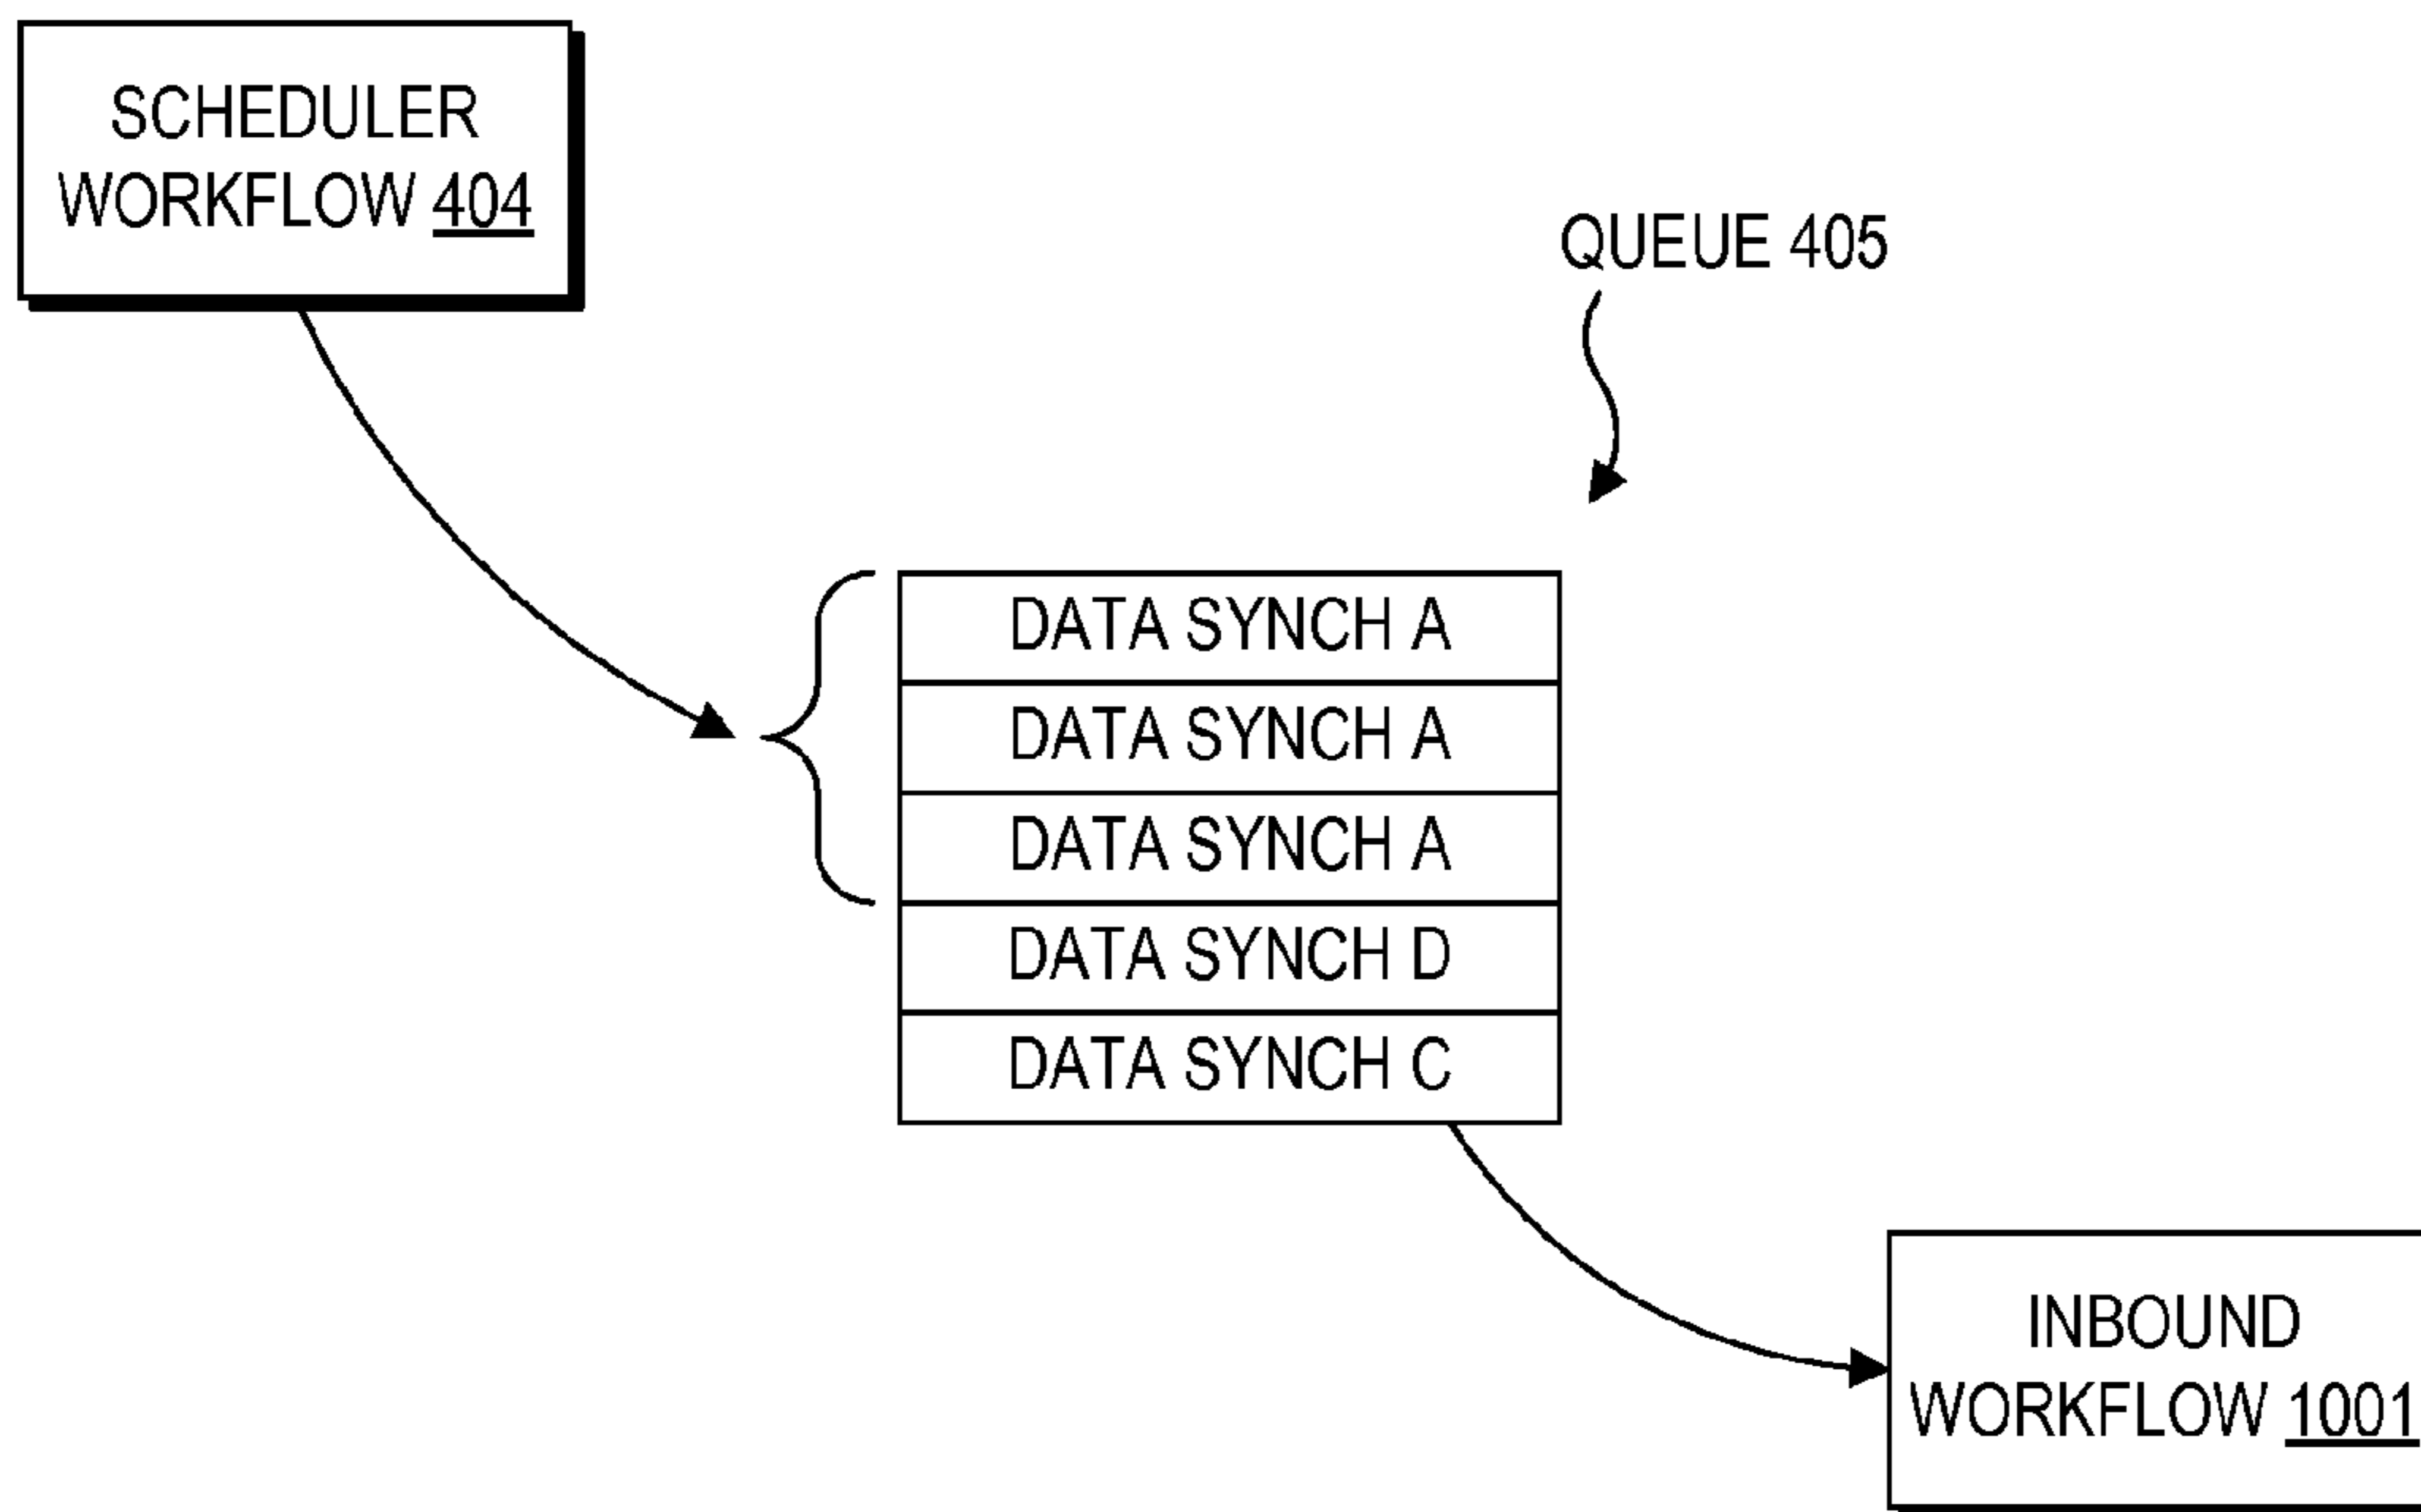 SCHEDULER
WORKFLOW 404
QUEUE 405
DATA SYNCH A
DATA SYNCH A
DATA SYNCH A
DATA SYNCH D
DATA SYNCH C
INBOUND
WORKFLOW 1001